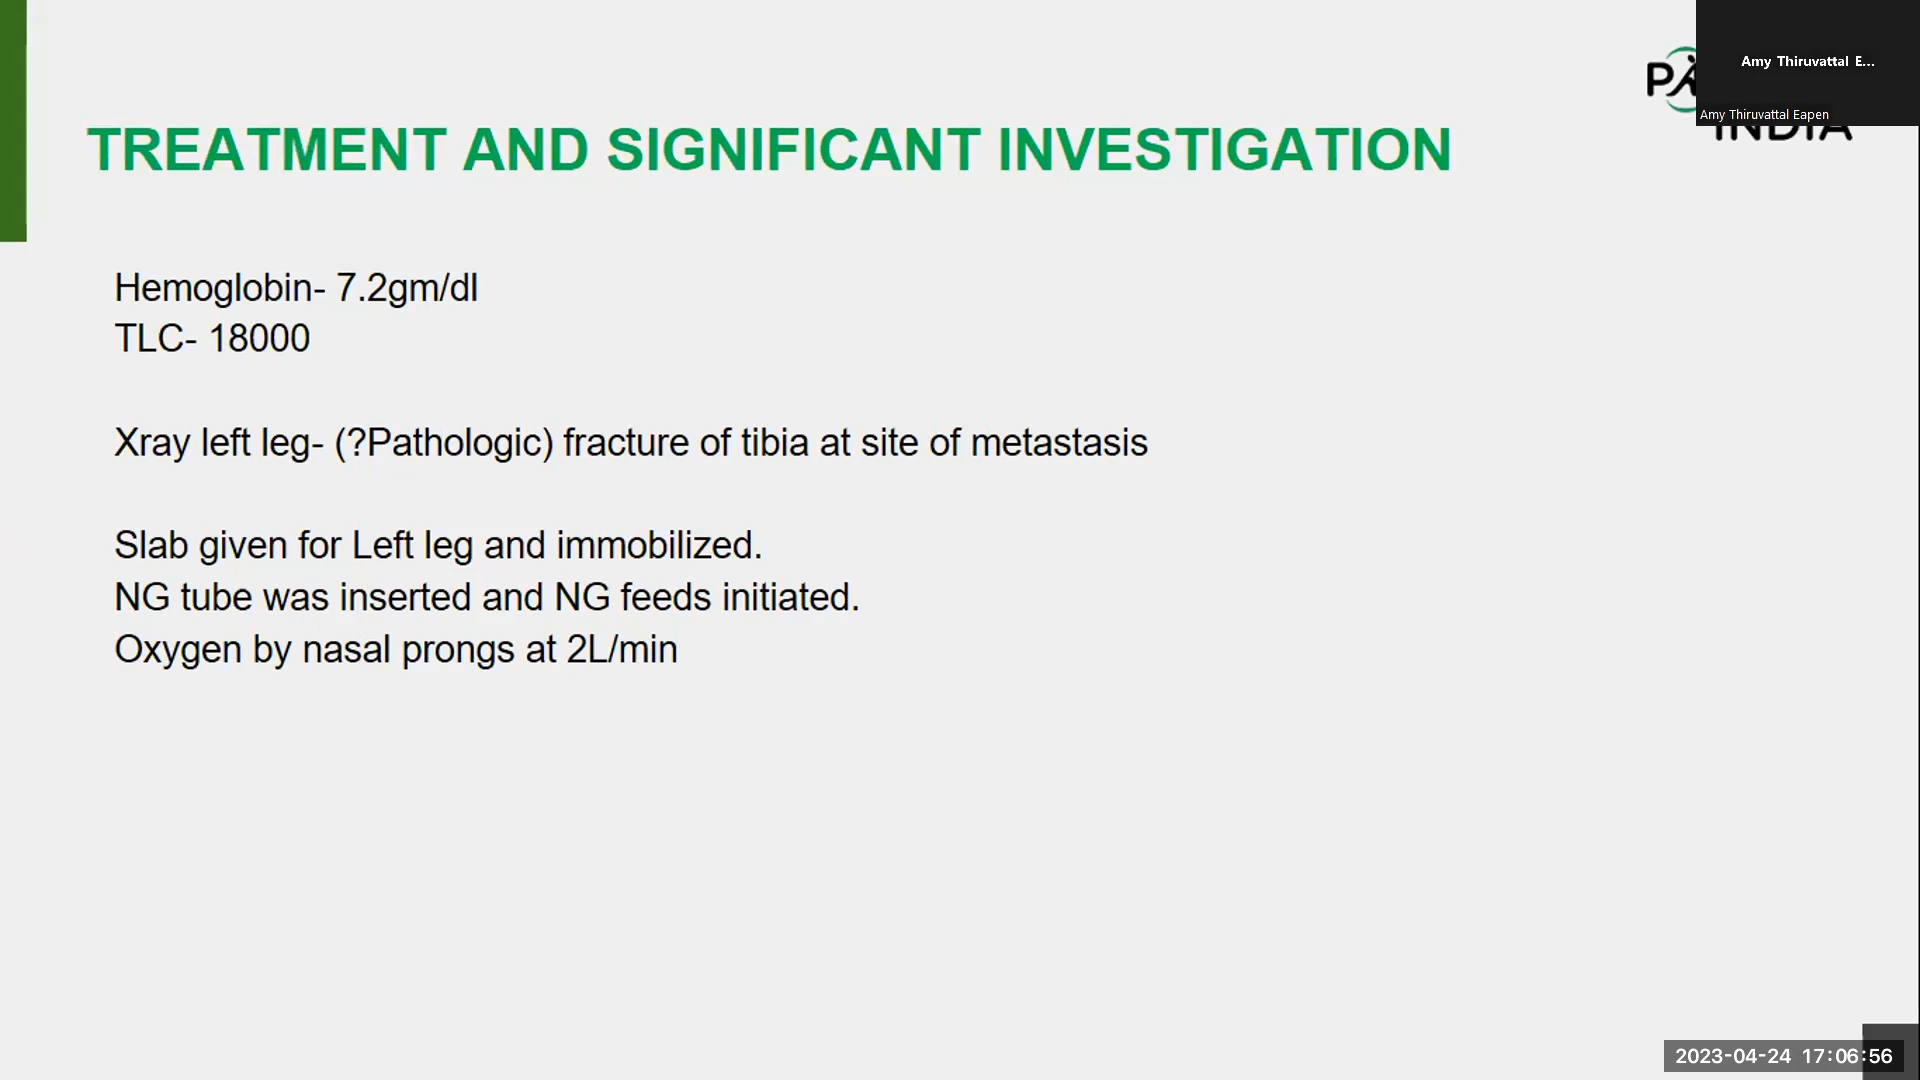 Amy Thiruvattal E...
Amy Thiruvattal Eapen
INDIA
TREATMENT AND SIGNIFICANT INVESTIGATION
Hemoglobin- 7.2gm/dl
TLC- 18000
Xray left leg- (?Pathologic) fracture of tibia at site of metastasis
Slab given for Left leg and immobilized.
NG tube was inserted and NG feeds initiated.
Oxygen by nasal prongs at 2L/min
2023-04-24 17:06:56